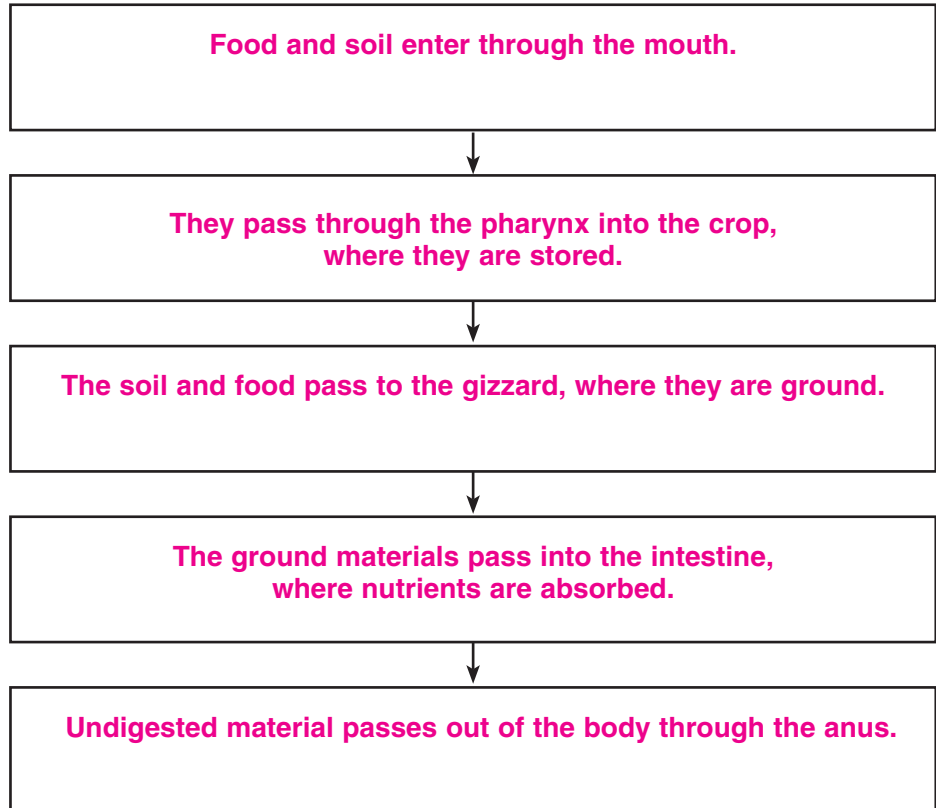 Food and soil enter through the mouth.
They pass through the pharynx into the crop,
where they are stored.
The soil and food pass to the gizzard, where they are ground.
The ground materials pass into the intestine,
where nutrients are absorbed.
Undigested material passes out of the body through the anus.